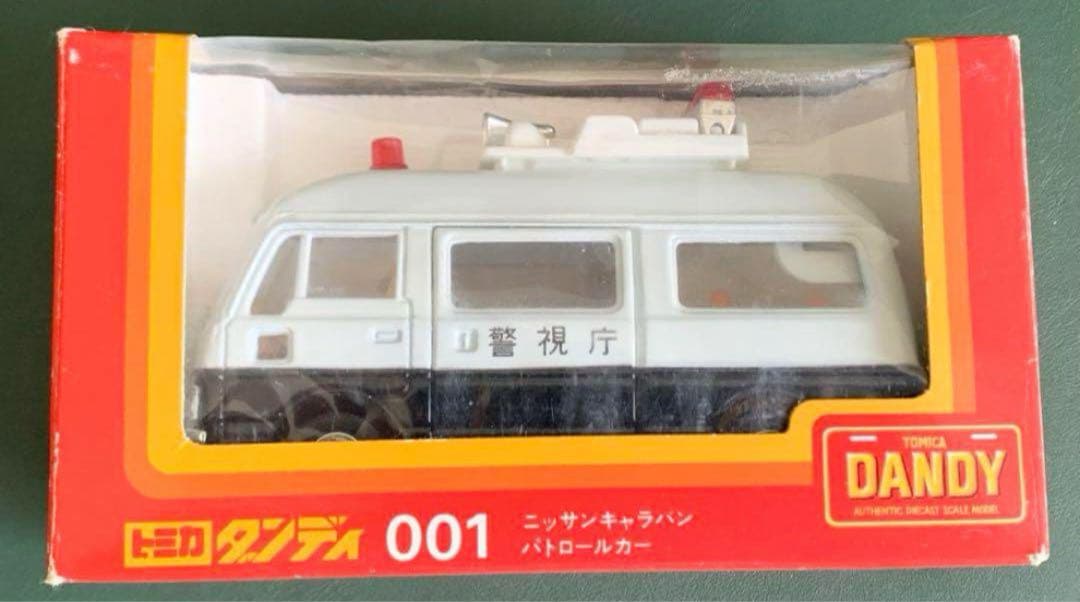 警視庁
TOMICA
DANDY
AUTHENTIC DIECAST SCALE MODEL
トミカ ダンディ 001 ニッサンキャラバン
パトロールカー